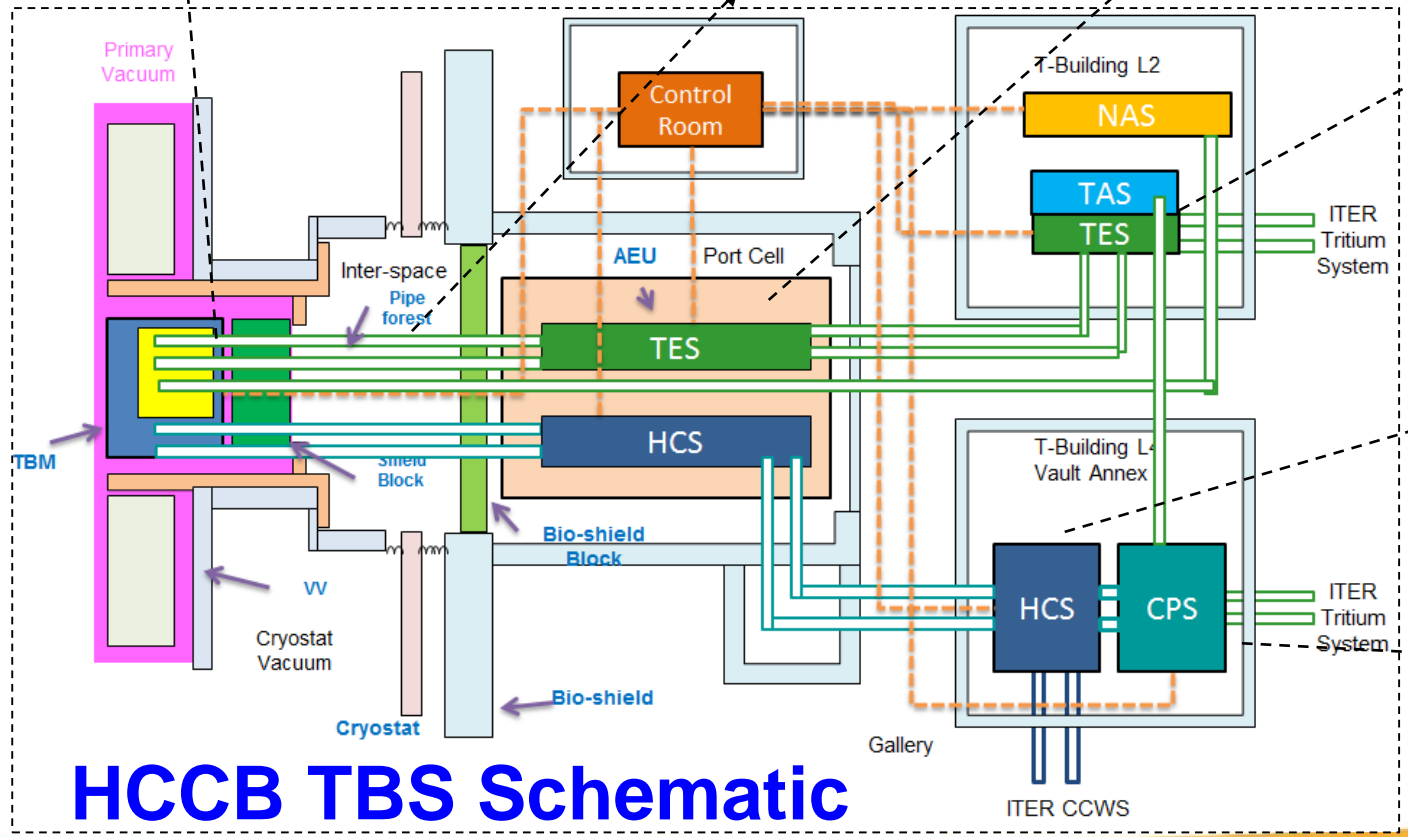 Primary
Vacuum
Control
Room
T-Building L2
NAS
TAS
TES
ITER
Tritium
System
Inter-space
Pipe
forest
AEU
Port Cell
TES
HCS
TBM
Shield
Block
Bio-shield
Block
VV
Cryostat
Vacuum
Cryostat
Bio-shield
T-Building L4
Vault Annex
HCS
CPS
ITER
Tritium
System
Gallery
ITER CCWS
HCCB TBS Schematic